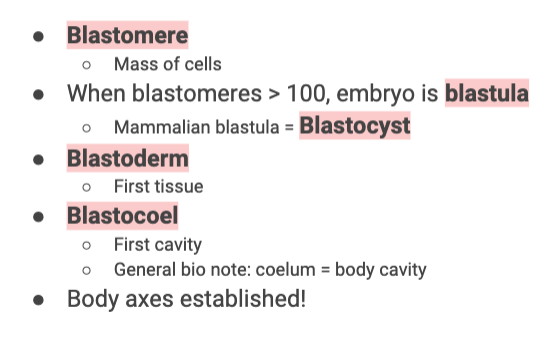 Blastomere
Mass of cells
When blastomeres > 100, embryo is blastula
Mammalian blastula = Blastocyst
Blastoderm
First tissue
Blastocoel
First cavity
General bio note: coelum = body cavity
Body axes established!